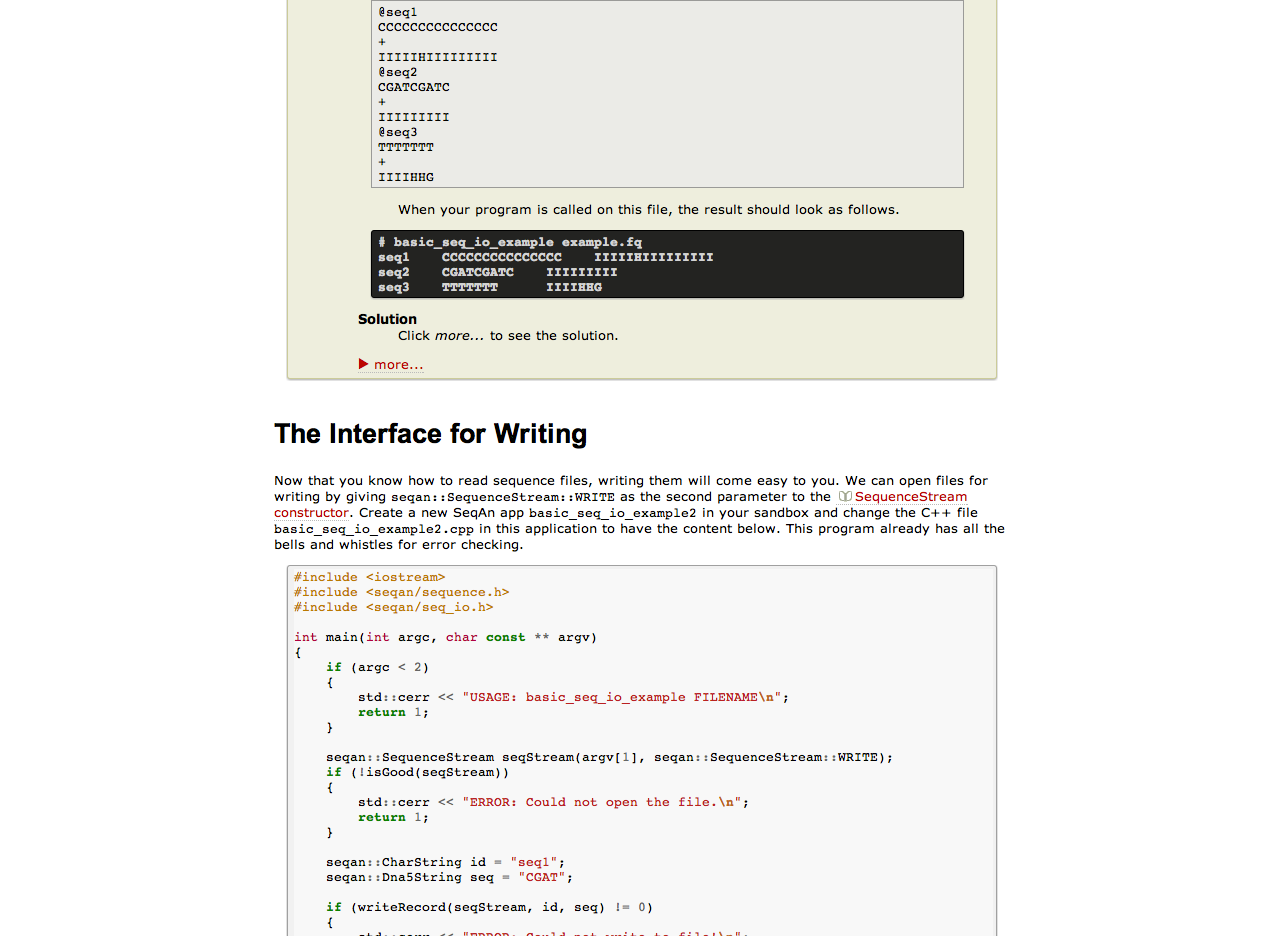 @seq1
CCCCCCCCCCCCCCC
+
IIIIIHIIIIIIIII
@seq2
CGATCGATC
+
IIIIIIIII
@seq3
TTTTTTT
+
IIIIHHG
When your program is called on this file, the result should look as follows.
# basic_seq_io_example example.fq
seq1    CCCCCCCCCCCCCCC    IIIIIHIIIIIIIII
seq2    CGATCGATC    IIIIIIIII
seq3    TTTTTTT      IIIIHHG
Solution
Click more... to see the solution.
more...
The Interface for Writing
Now that you know how to read sequence files, writing them will come easy to you. We can open files for
writing by giving seqan::SequenceStream::WRITE as the second parameter to the SequenceStream
constructor. Create a new SeqAn app basic_seq_io_example2 in your sandbox and change the C++ file
basic_seq_io_example2.cpp in this application to have the content below. This program already has all the
bells and whistles for error checking.
#include <iostream>
#include <seqan/sequence.h>
#include <seqan/seq_io.h>
int main(int argc, char const ** argv)
{
    if (argc < 2)
    {
        std::cerr << "USAGE: basic_seq_io_example FILENAME\n";
        return 1;
    }
    seqan::SequenceStream seqStream(argv[1], seqan::SequenceStream::WRITE);
    if (!isGood(seqStream))
    {
        std::cerr << "ERROR: Could not open the file.\n";
        return 1;
    }
    seqan::CharString id = "seq1";
    seqan::Dna5String seq = "CGAT";
    if (writeRecord(seqStream, id, seq) != 0)
    {
        std::cerr << "ERROR: Could not write to file!\n";